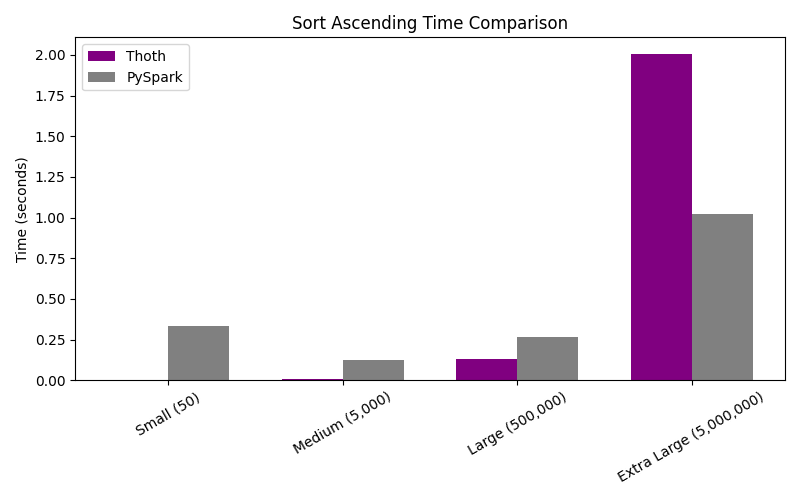 Sort Ascending Time Comparison
Thoth
PySpark
Time (seconds)
2.00
1.75
1.50
1.25
1.00
0.75
0.50
0.25
0.00
Small (50)
Medium (5,000)
Large (500,000)
Extra Large (5,000,000)